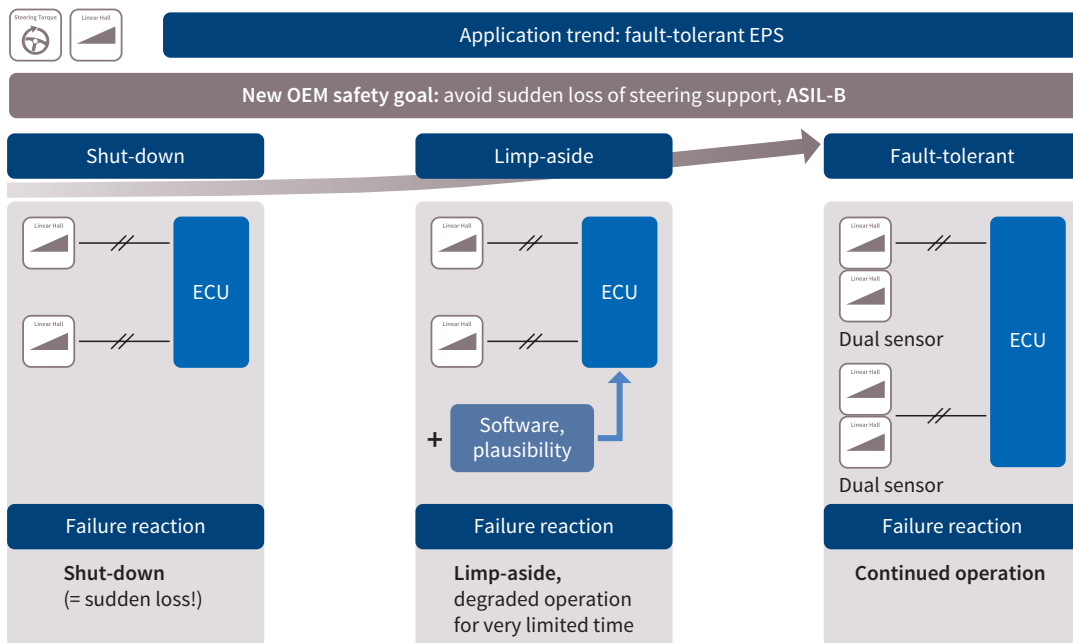 Steering Torque
Linear Hall
Application trend: fault-tolerant EPS
New OEM safety goal: avoid sudden loss of steering support, ASIL-B
Shut-down
Limp-aside
Fault-tolerant
Linear Hall
Linear Hall
ECU
Linear Hall
Linear Hall
ECU
+
Software,
plausibility
Linear Hall
Linear Hall
Dual sensor
Linear Hall
Linear Hall
Dual sensor
ECU
Failure reaction
Failure reaction
Failure reaction
Shut-down
(= sudden loss!)
Limp-aside,
degraded operation
for very limited time
Continued operation